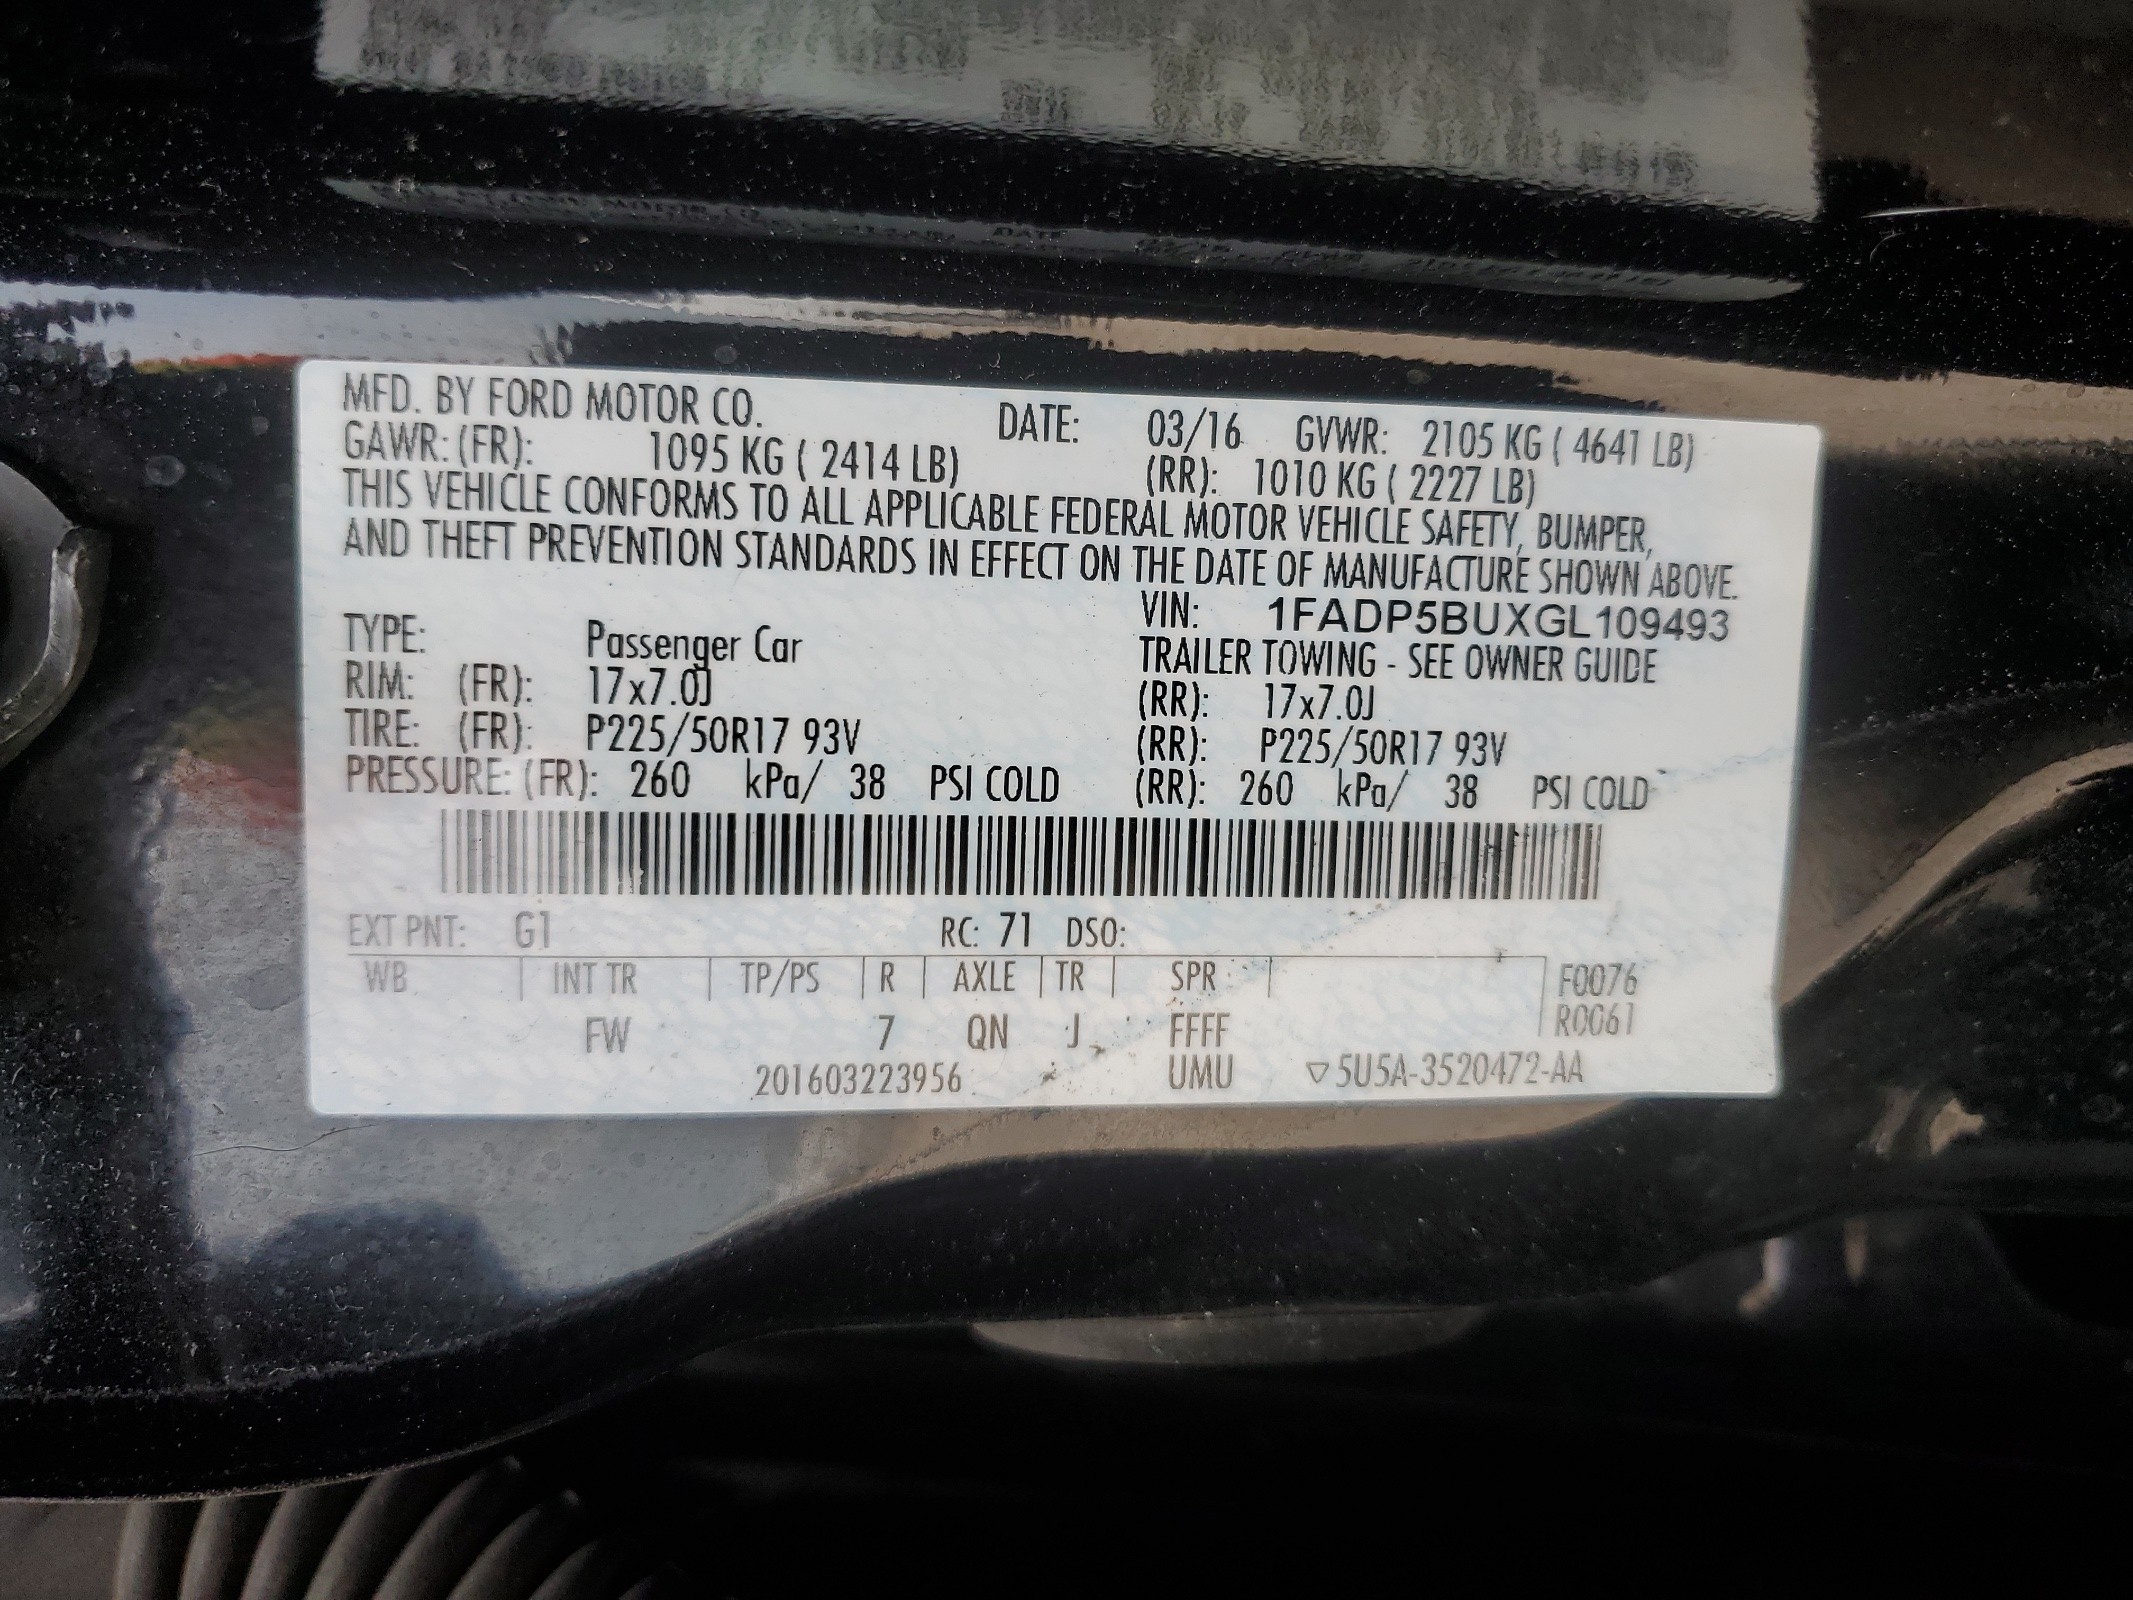 MFD. BY FORD MOTOR CO. DATE: 03/16 GVWR: 2105 KG ( 4641 LB)
GAWR: (FR): 1095 KG ( 2414 LB) (RR): 1010 KG ( 2227 LB)
THIS VEHICLE CONFORMS TO ALL APPLICABLE FEDERAL MOTOR VEHICLE SAFETY, BUMPER,
AND THEFT PREVENTION STANDARDS IN EFFECT ON THE DATE OF MANUFACTURE SHOWN ABOVE.
VIN: 1FADP5BUXGL109493
TYPE: Passenger Car TRAILER TOWING - SEE OWNER GUIDE
RIM: (FR): 17x7.0J (RR): 17x7.0J
TIRE: (FR): P225/50R17 93V (RR): P225/50R17 93V
PRESSURE: (FR): 260 kPa/ 38 PSI COLD (RR): 260 kPa/ 38 PSI COLD
EXT PNT: G1 RC: 71 DSO:
WB | INT TR | TP/PS | R | AXLE | TR | SPR | F0076
FW 7 QN J FFFF R0061
201603223956 UMU ▽5U5A-3520472-AA